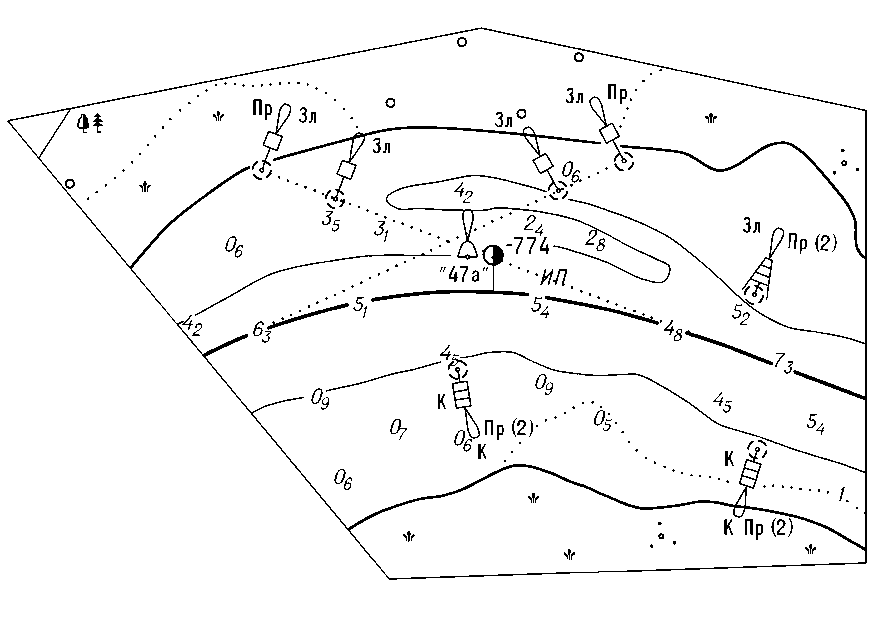 Пр
Зл
Зл
Зл
Зл
Пр
0₆
4₂
3₅
3₁
2₄
2₈
0₆
-774
Зл
Пр (2)
"47а"
ИП
4₂
6₃
5₁
5₄
4₈
5₂
7₃
4₅
0₉
0₉
К
4₅
0₇
0₆
Пр (2)
К
0₅
5₄
К
0₆
1
К Пр (2)